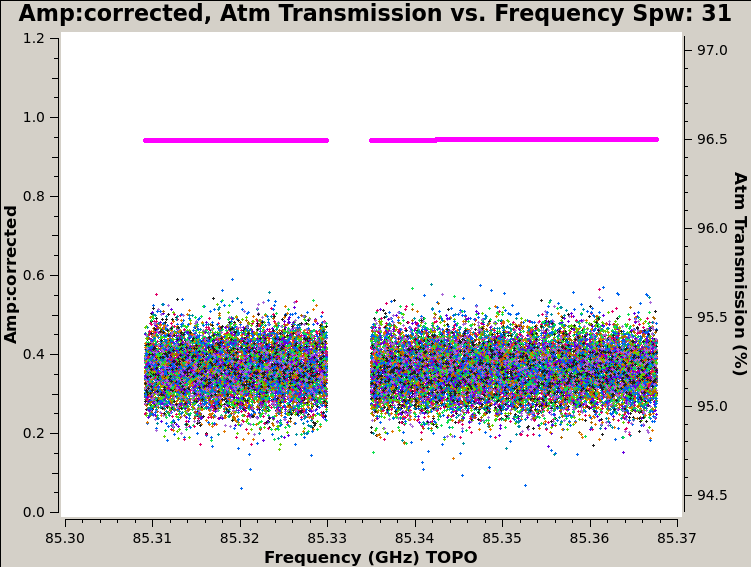 Amp:corrected, Atm Transmission vs. Frequency Spw: 31
1.2
1.0
0.8
0.6
0.4
0.2
0.0
Amp:corrected
97.0
96.5
96.0
95.5
95.0
94.5
Atm Transmission (%)
85.30 85.31 85.32 85.33 85.34 85.35 85.36 85.37
Frequency (GHz) TOPO